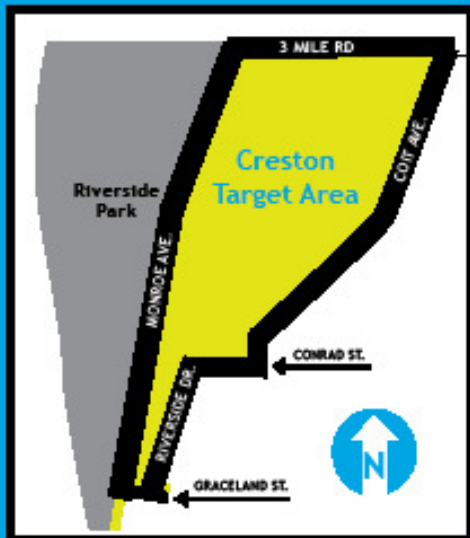 3 MILE RD
Creston
Target Area
COIT AVE.
Riverside
Park
MONROE AVE.
CONRAD ST.
RIVERSIDE DR.
N
GRACELAND ST.